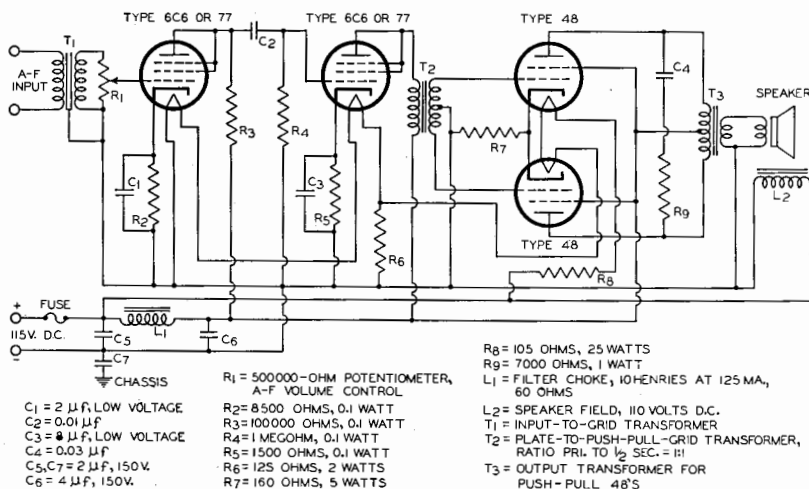 TYPE 6C6 OR 77
TYPE 6C6 OR 77
TYPE 48
T1
C2
T2
C4
T3
SPEAKER
A-F
INPUT
R1
R3
R4
R7
C1
R2
C3
R5
R6
R9
L2
TYPE 48
R8
+
FUSE
115V. D.C.
-
L1
C5
C6
C7
CHASSIS
C1 = 2 µf, LOW VOLTAGE
C2 = 0.01 µf
C3 = 8 µf, LOW VOLTAGE
C4 = 0.03 µf
C5, C7 = 2 µf, 150V.
C6 = 4 µf, 150V.
R1 = 500000-OHM POTENTIOMETER,
A-F VOLUME CONTROL
R2 = 8500 OHMS, 0.1 WATT
R3 = 100000 OHMS, 0.1 WATT
R4 = 1 MEGOHM, 0.1 WATT
R5 = 1500 OHMS, 0.1 WATT
R6 = 125 OHMS, 2 WATTS
R7 = 160 OHMS, 5 WATTS
R8 = 105 OHMS, 25 WATTS
R9 = 7000 OHMS, 1 WATT
L1 = FILTER CHOKE, 10 HENRIES AT 125 MA.,
60 OHMS
L2 = SPEAKER FIELD, 110 VOLTS D.C.
T1 = INPUT-TO-GRID TRANSFORMER
T2 = PLATE-TO-PUSH-PULL-GRID TRANSFORMER,
RATIO PRI. TO 1/2 SEC. = 1:1
T3 = OUTPUT TRANSFORMER FOR
PUSH-PULL 48'S